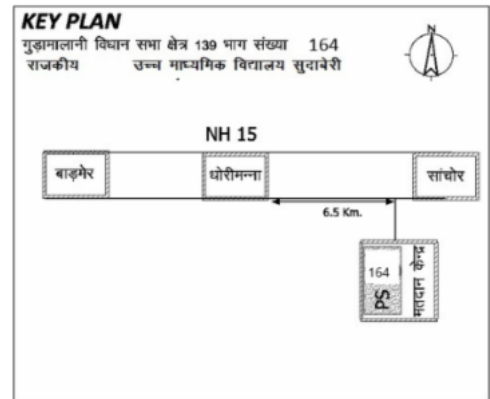 KEY PLAN
N
गुड़ामालानी विधान सभा क्षेत्र 139 भाग संख्या 164
राजकीय उच्च माध्यमिक विद्यालय सुदाबेरी
NH 15
बाड़मेर
धोरीमन्ना
सांचोर
6.5 Km.
164
PS
मतदान केन्द्र